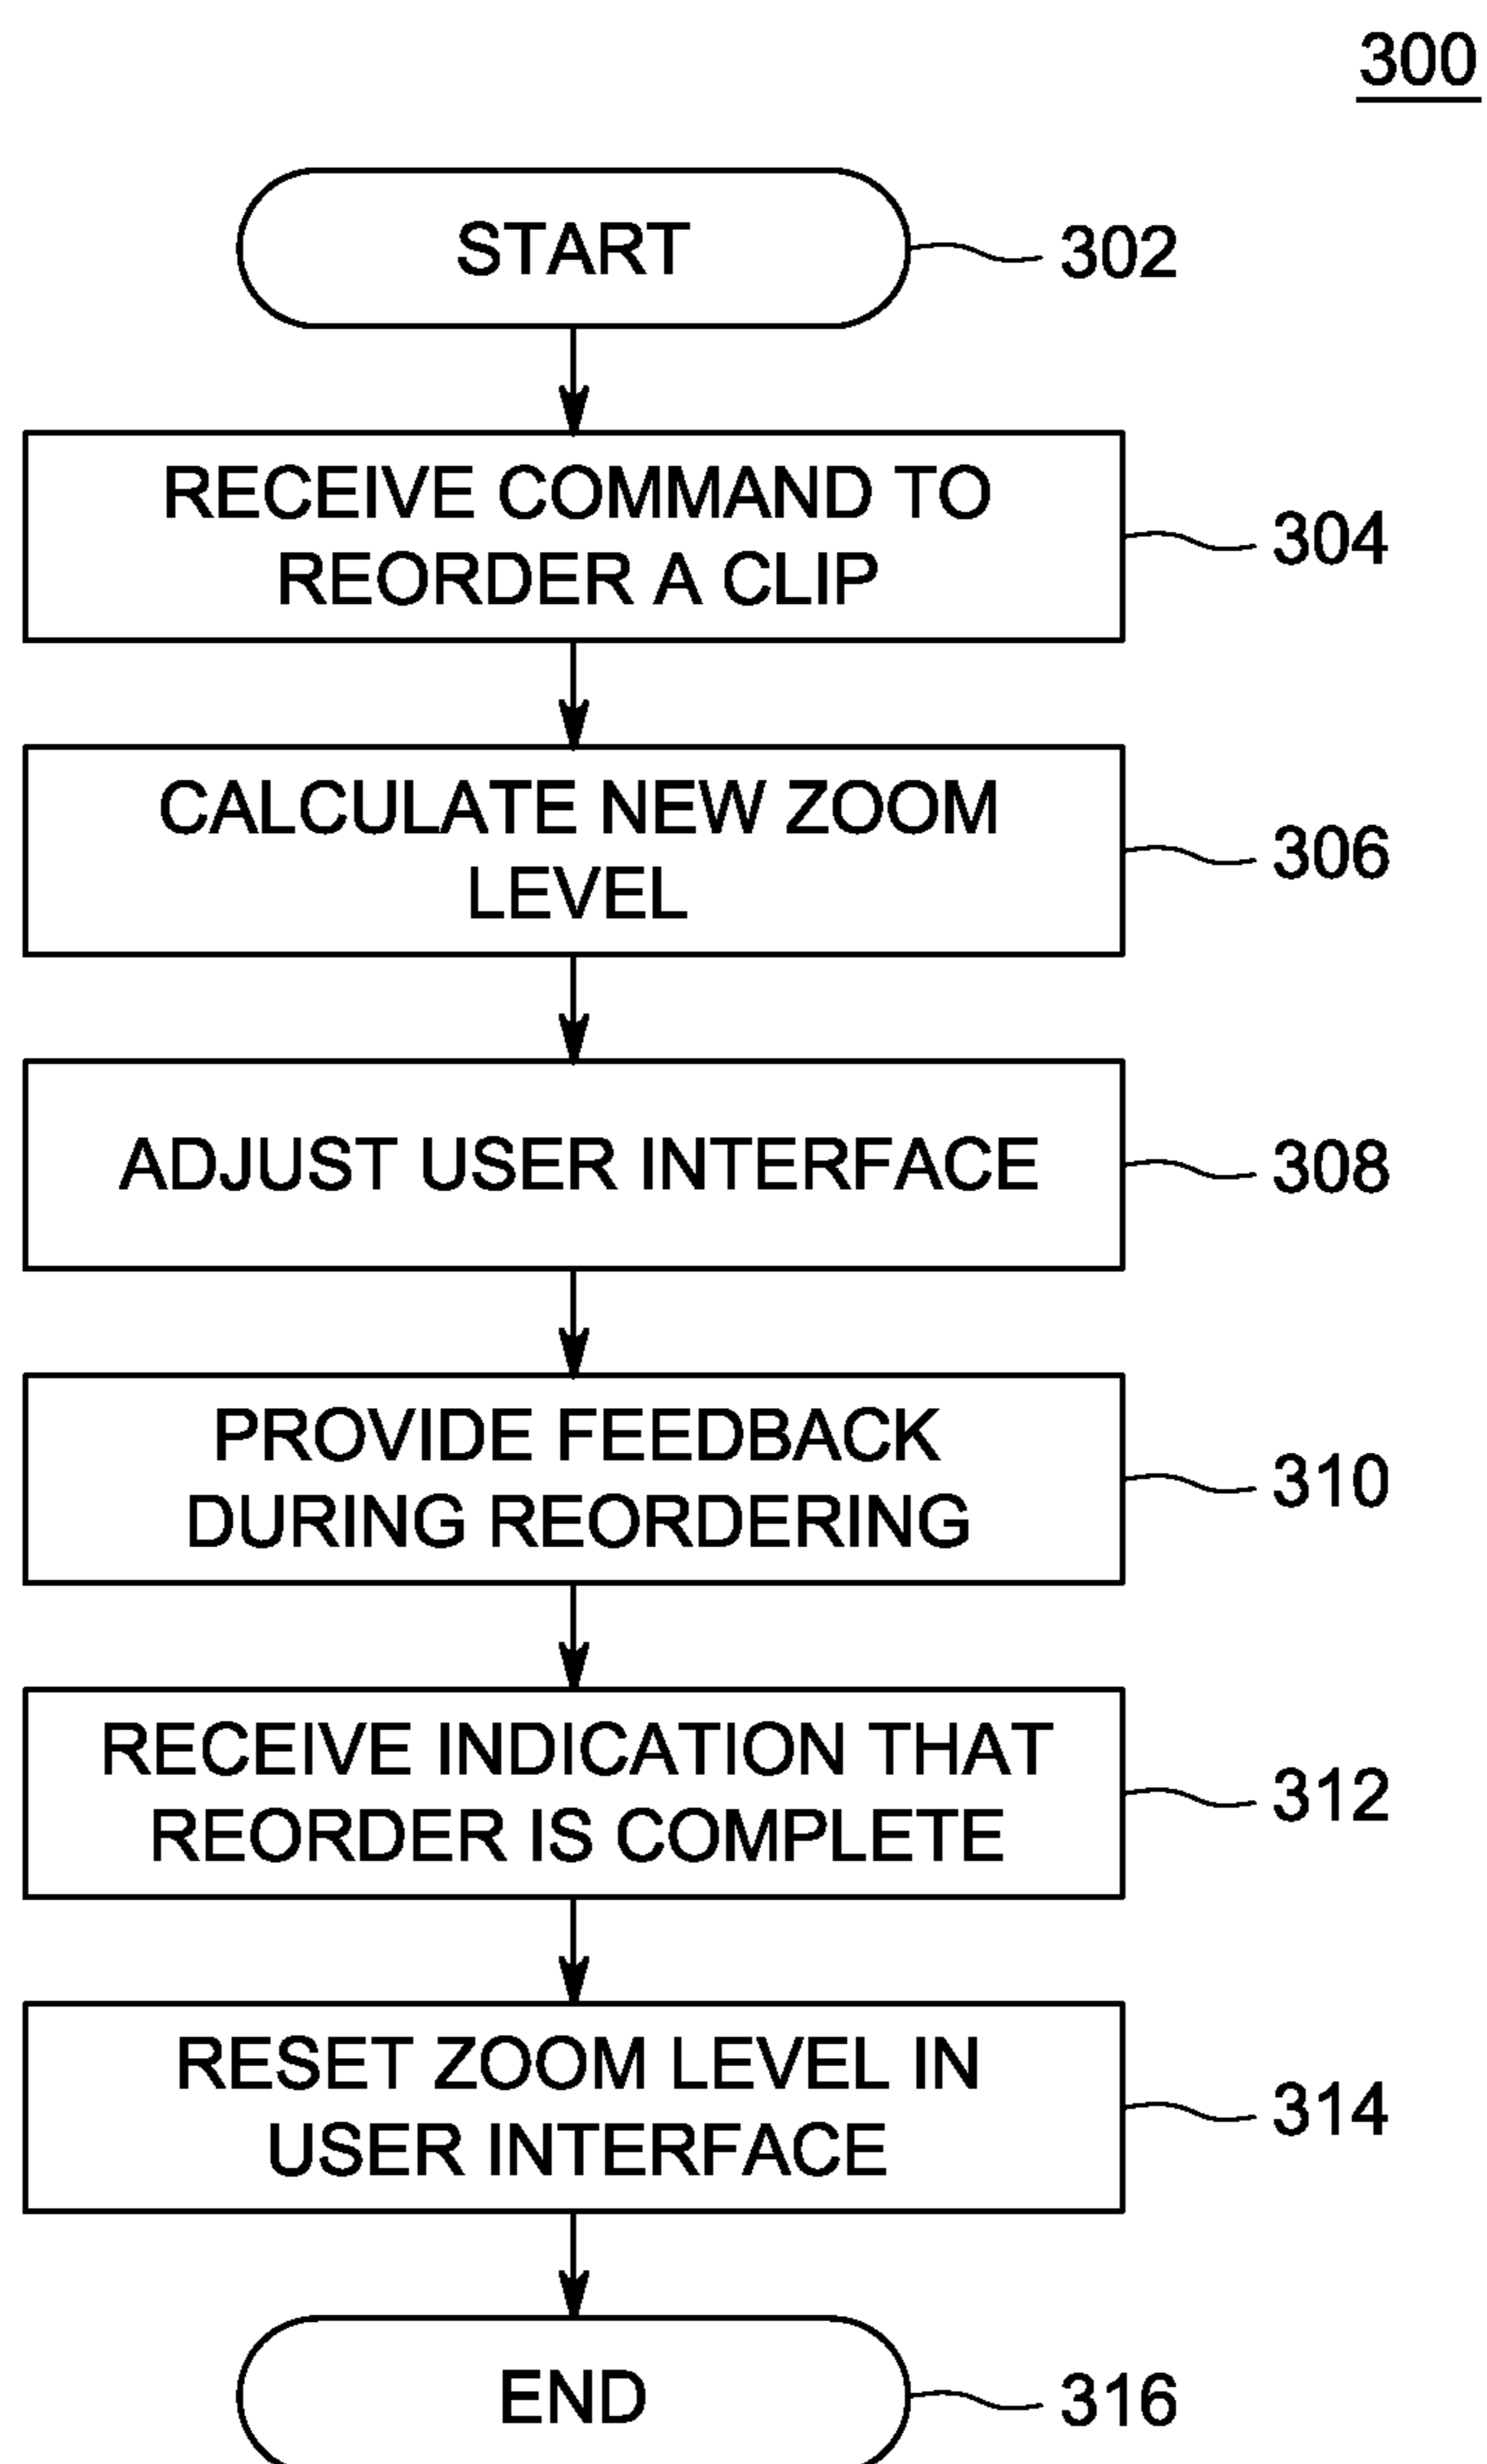 300
START
302
RECEIVE COMMAND TO
REORDER A CLIP
304
CALCULATE NEW ZOOM
LEVEL
306
ADJUST USER INTERFACE
308
PROVIDE FEEDBACK
DURING REORDERING
310
RECEIVE INDICATION THAT
REORDER IS COMPLETE
312
RESET ZOOM LEVEL IN
USER INTERFACE
314
END
316